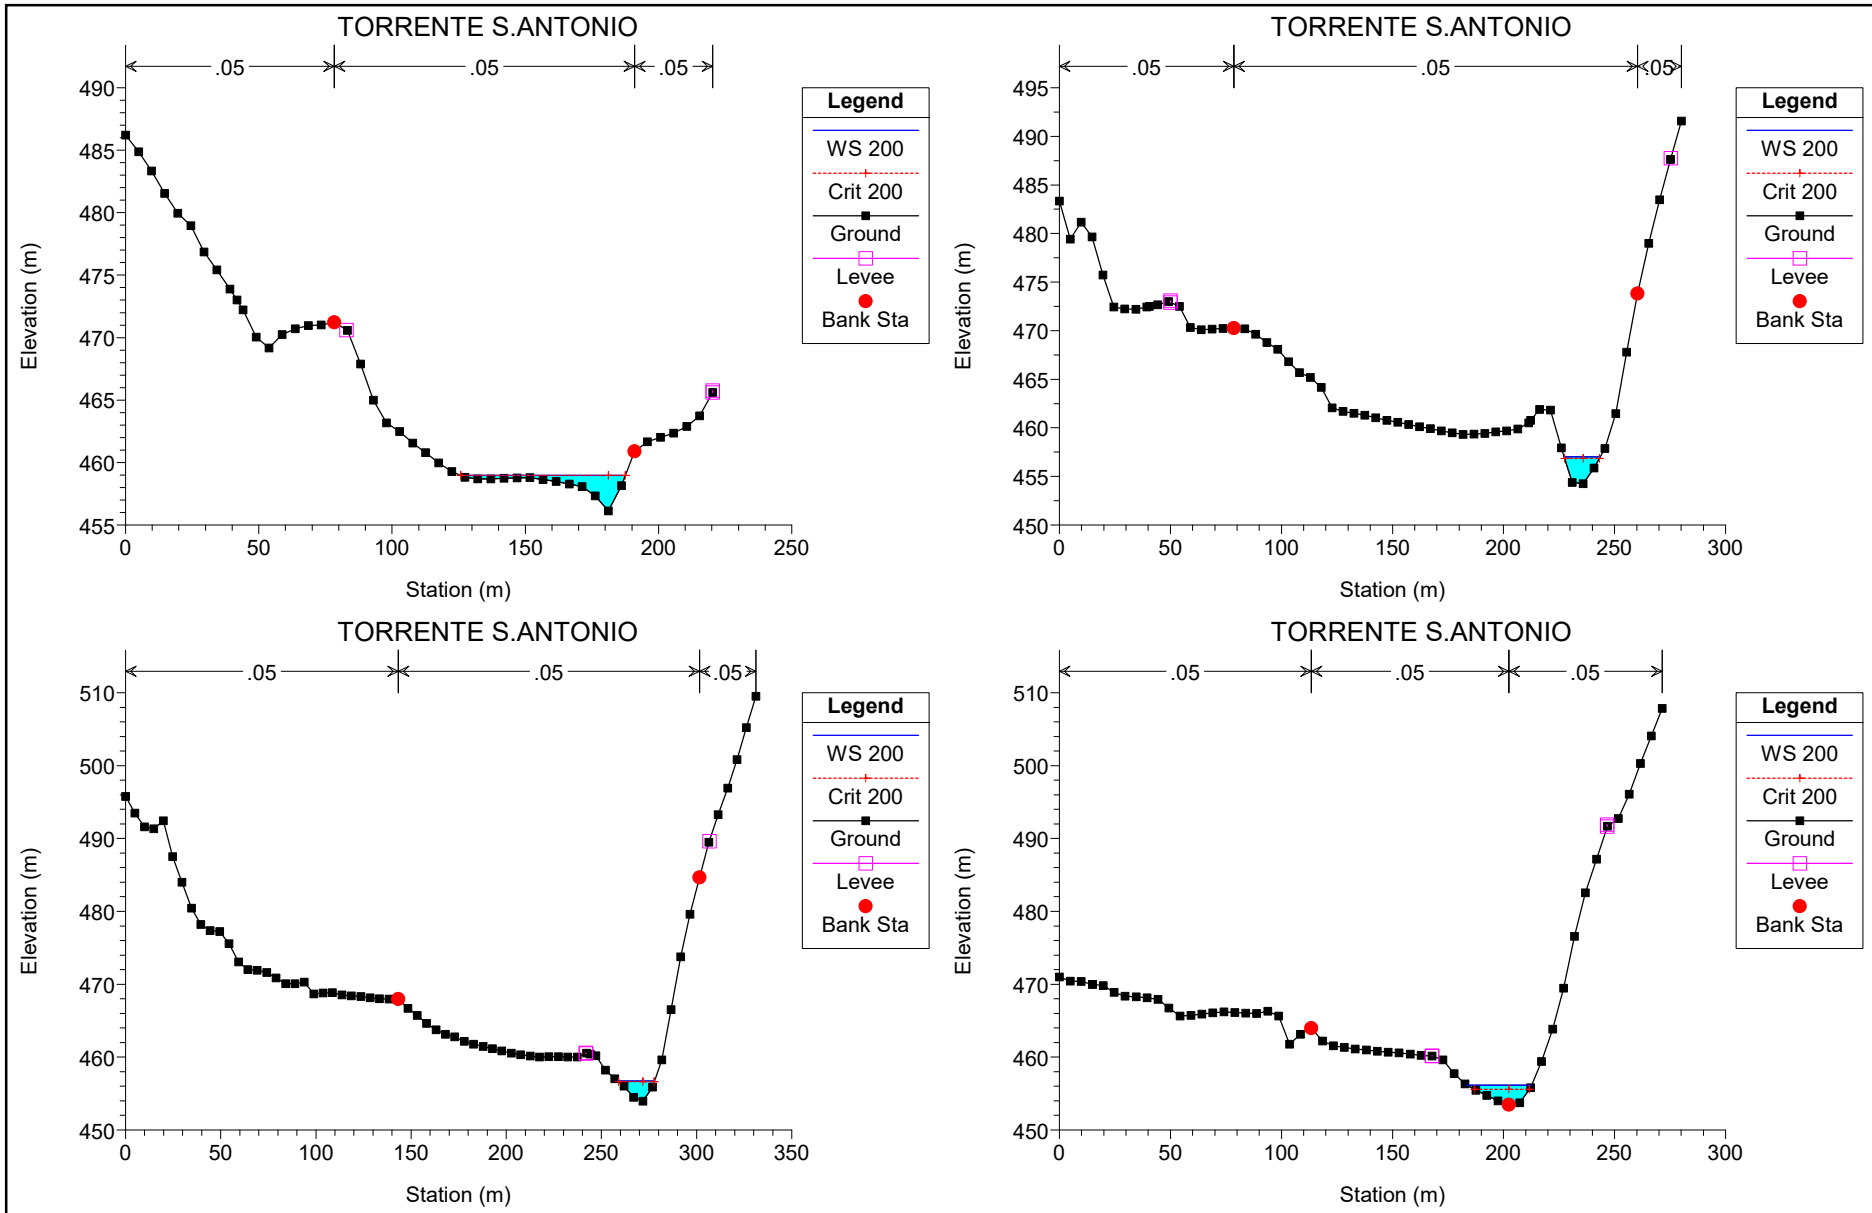 TORRENTE S.ANTONIO
.05 .05 .05
490
485
480
475
470
465
460
455
0 50 100 150 200 250
Elevation (m)
Station (m)
Legend
WS 200
Crit 200
Ground
Levee
Bank Sta
TORRENTE S.ANTONIO
.05 .05 .05
495
490
485
480
475
470
465
460
455
450
0 50 100 150 200 250 300
Elevation (m)
Station (m)
Legend
WS 200
Crit 200
Ground
Levee
Bank Sta
TORRENTE S.ANTONIO
.05 .05 .05
510
500
490
480
470
460
450
0 50 100 150 200 250 300 350
Elevation (m)
Station (m)
Legend
WS 200
Crit 200
Ground
Levee
Bank Sta
TORRENTE S.ANTONIO
.05 .05 .05
510
500
490
480
470
460
450
0 50 100 150 200 250 300
Elevation (m)
Station (m)
Legend
WS 200
Crit 200
Ground
Levee
Bank Sta